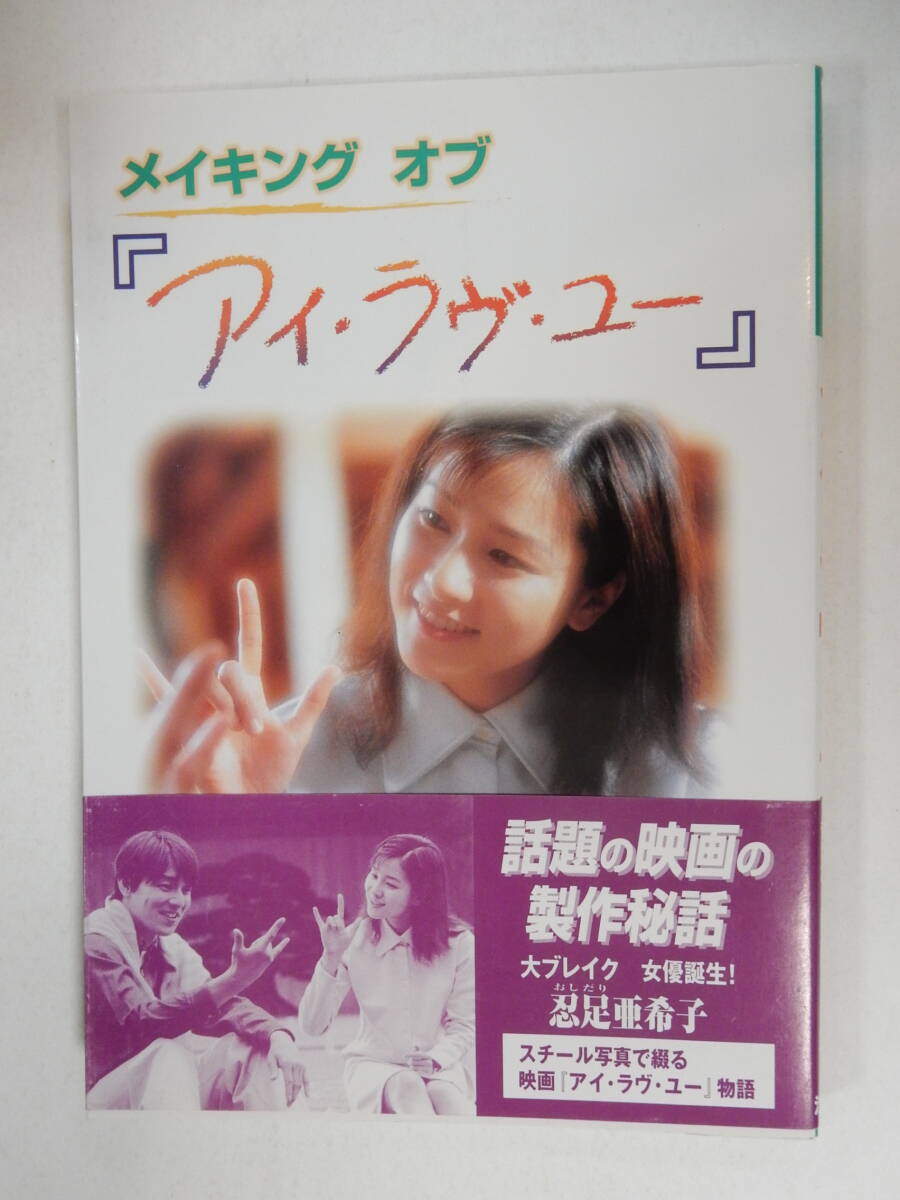 メイキング オブ
『アイ・ラヴ・ユー』
話題の映画の
製作秘話
大ブレイク 女優誕生!
おしだり
忍足亜希子
スチール写真で綴る
映画『アイ・ラヴ・ユー』物語